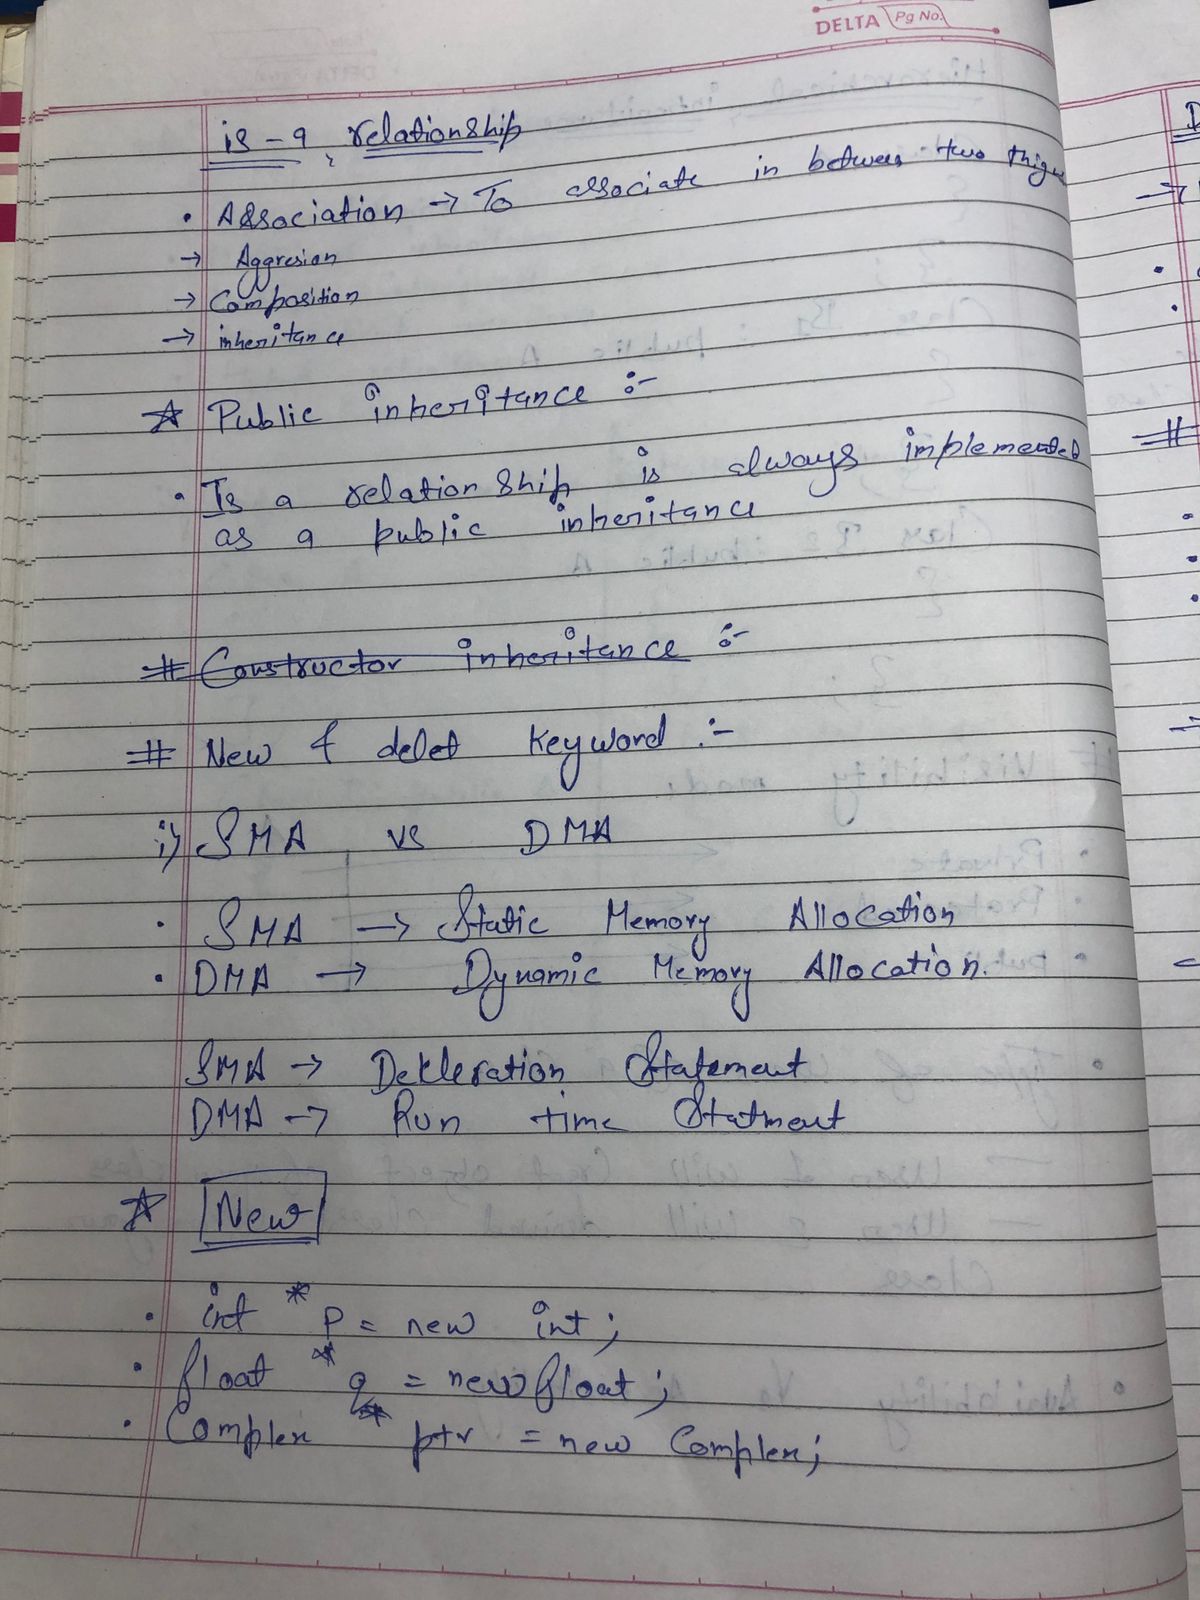 DELTA Pg No.
is-a, relationship
• Association → To associate in between two thigns
→ Aggresion
→ Composition
→ inheritance
☆ Public inheritance :-
• Is a relation ship is always implemented
as a public inheritance
# Constructor inheritance :-
# New & delet keyword :-
i) SMA vs DMA
• SMA → Static Memory Allocation
• DMA → Dynamic Memory Allocation.
SMA → Dekleration Statement
DMA → Run time Statment
☆ New
• int *p = new int;
• float *q = new float;
• Complex *ptr = new Complex;